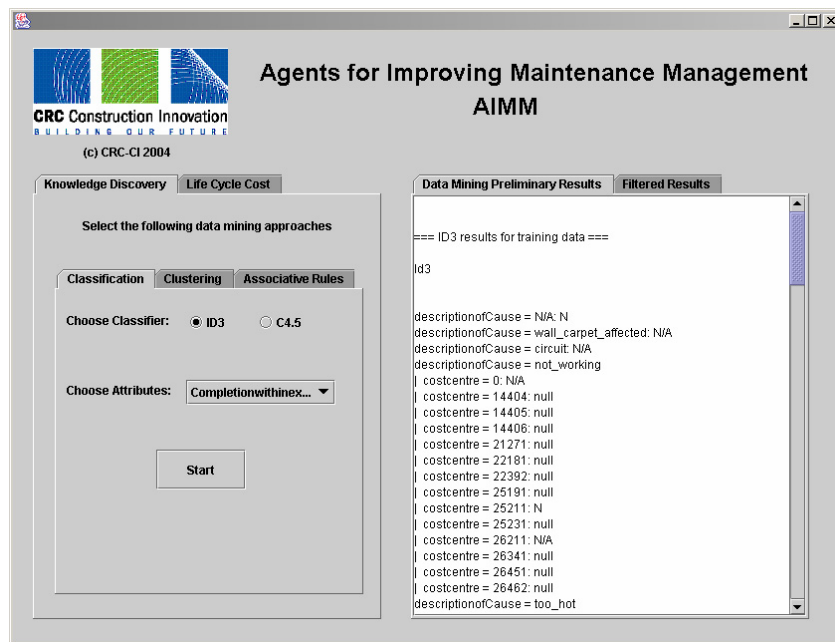 Agents for Improving Maintenance Management
AIMM
CRC Construction Innovation
BUILDING OUR FUTURE
(c) CRC-CI 2004
Knowledge Discovery
Life Cycle Cost
Select the following data mining approaches
Classification
Clustering
Associative Rules
Choose Classifier:
ID3
C4.5
Choose Attributes:
Completionwithinex...
Start
Data Mining Preliminary Results
Filtered Results
=== ID3 results for training data ===
Id3
descriptionofCause = N/A: N
descriptionofCause = wall_carpet_affected: N/A
descriptionofCause = circuit: N/A
descriptionofCause = not_working
| costcentre = 0: N/A
| costcentre = 14404: null
| costcentre = 14405: null
| costcentre = 14406: null
| costcentre = 21271: null
| costcentre = 22181: null
| costcentre = 22392: null
| costcentre = 25191: null
| costcentre = 25211: N
| costcentre = 25231: null
| costcentre = 26211: N/A
| costcentre = 26341: null
| costcentre = 26451: null
| costcentre = 26462: null
descriptionofCause = too_hot